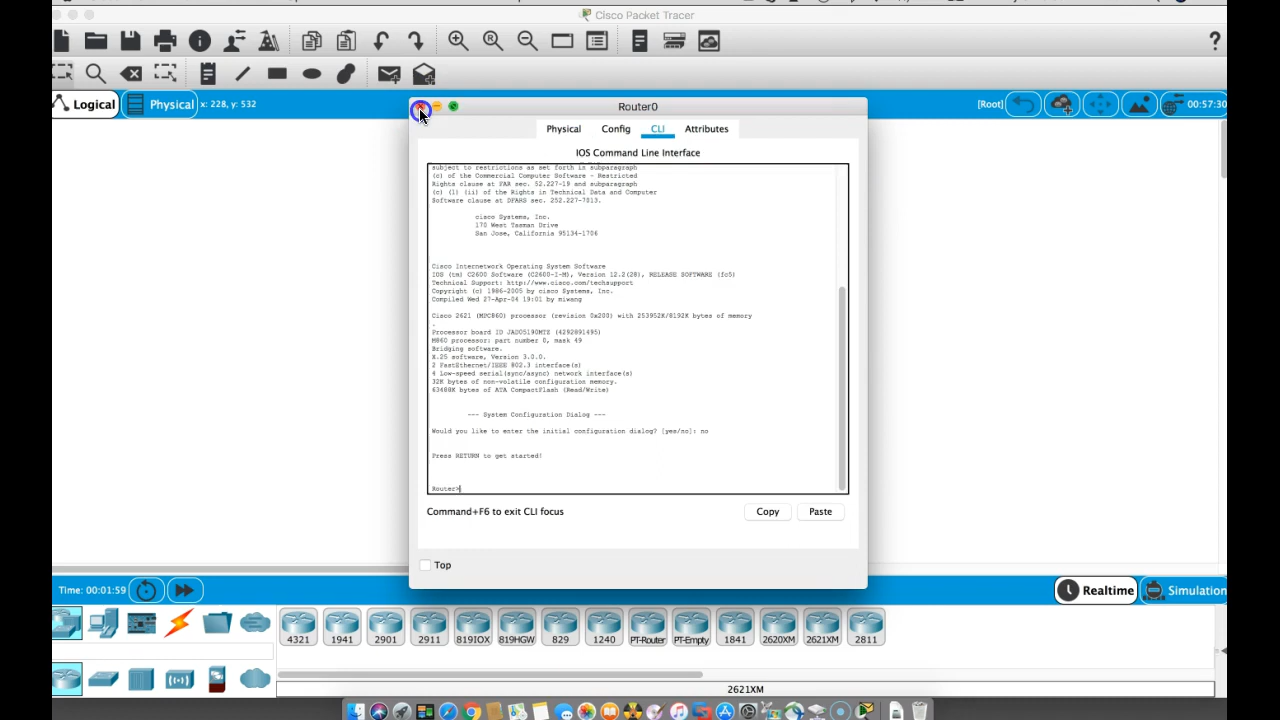 Cisco Packet Tracer
Logical
Physical
x: 228, y: 532
[Root]
00:57:30
Router0
Physical
Config
CLI
Attributes
IOS Command Line Interface
subject to restrictions as set forth in subparagraph
(c) of the Commercial Computer Software - Restricted
Rights clause at FAR sec. 52.227-19 and subparagraph
(c) (1) (ii) of the Rights in Technical Data and Computer
Software clause at DFARS sec. 252.227-7013.
cisco Systems, Inc.
170 West Tasman Drive
San Jose, California 95134-1706
Cisco Internetwork Operating System Software
IOS (tm) C2600 Software (C2600-I-M), Version 12.2(28), RELEASE SOFTWARE (fc5)
Technical Support: http://www.cisco.com/techsupport
Copyright (c) 1986-2005 by cisco Systems, Inc.
Compiled Wed 27-Apr-04 19:01 by miwang
Cisco 2621 (MPC860) processor (revision 0x200) with 253952K/8192K bytes of memory
.
Processor board ID JAD05190MTZ (4292891495)
M860 processor: part number 0, mask 49
Bridging software.
X.25 software, Version 3.0.0.
2 FastEthernet/IEEE 802.3 interface(s)
4 Low-speed serial(sync/async) network interface(s)
32K bytes of non-volatile configuration memory.
63488K bytes of ATA CompactFlash (Read/Write)
--- System Configuration Dialog ---
Would you like to enter the initial configuration dialog? [yes/no]: no
Press RETURN to get started!
Router>
Command+F6 to exit CLI focus
Copy
Paste
Top
Time: 00:01:59
Realtime
Simulation
4321
1941
2901
2911
819IOX
819HGW
829
1240
PT-Router
PT-Empty
1841
2620XM
2621XM
2811
2621XM